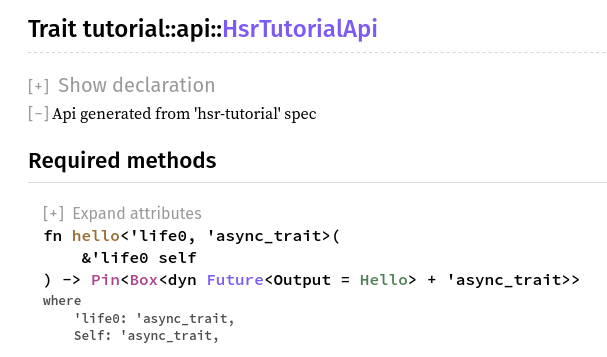 Trait tutorial::api::HsrTutorialApi
[+] Show declaration
[−] Api generated from 'hsr-tutorial' spec
Required methods
[+] Expand attributes
fn hello<'life0, 'async_trait>(
    &'life0 self
) -> Pin<Box<dyn Future<Output = Hello> + 'async_trait>>
where
    'life0: 'async_trait,
    Self: 'async_trait,